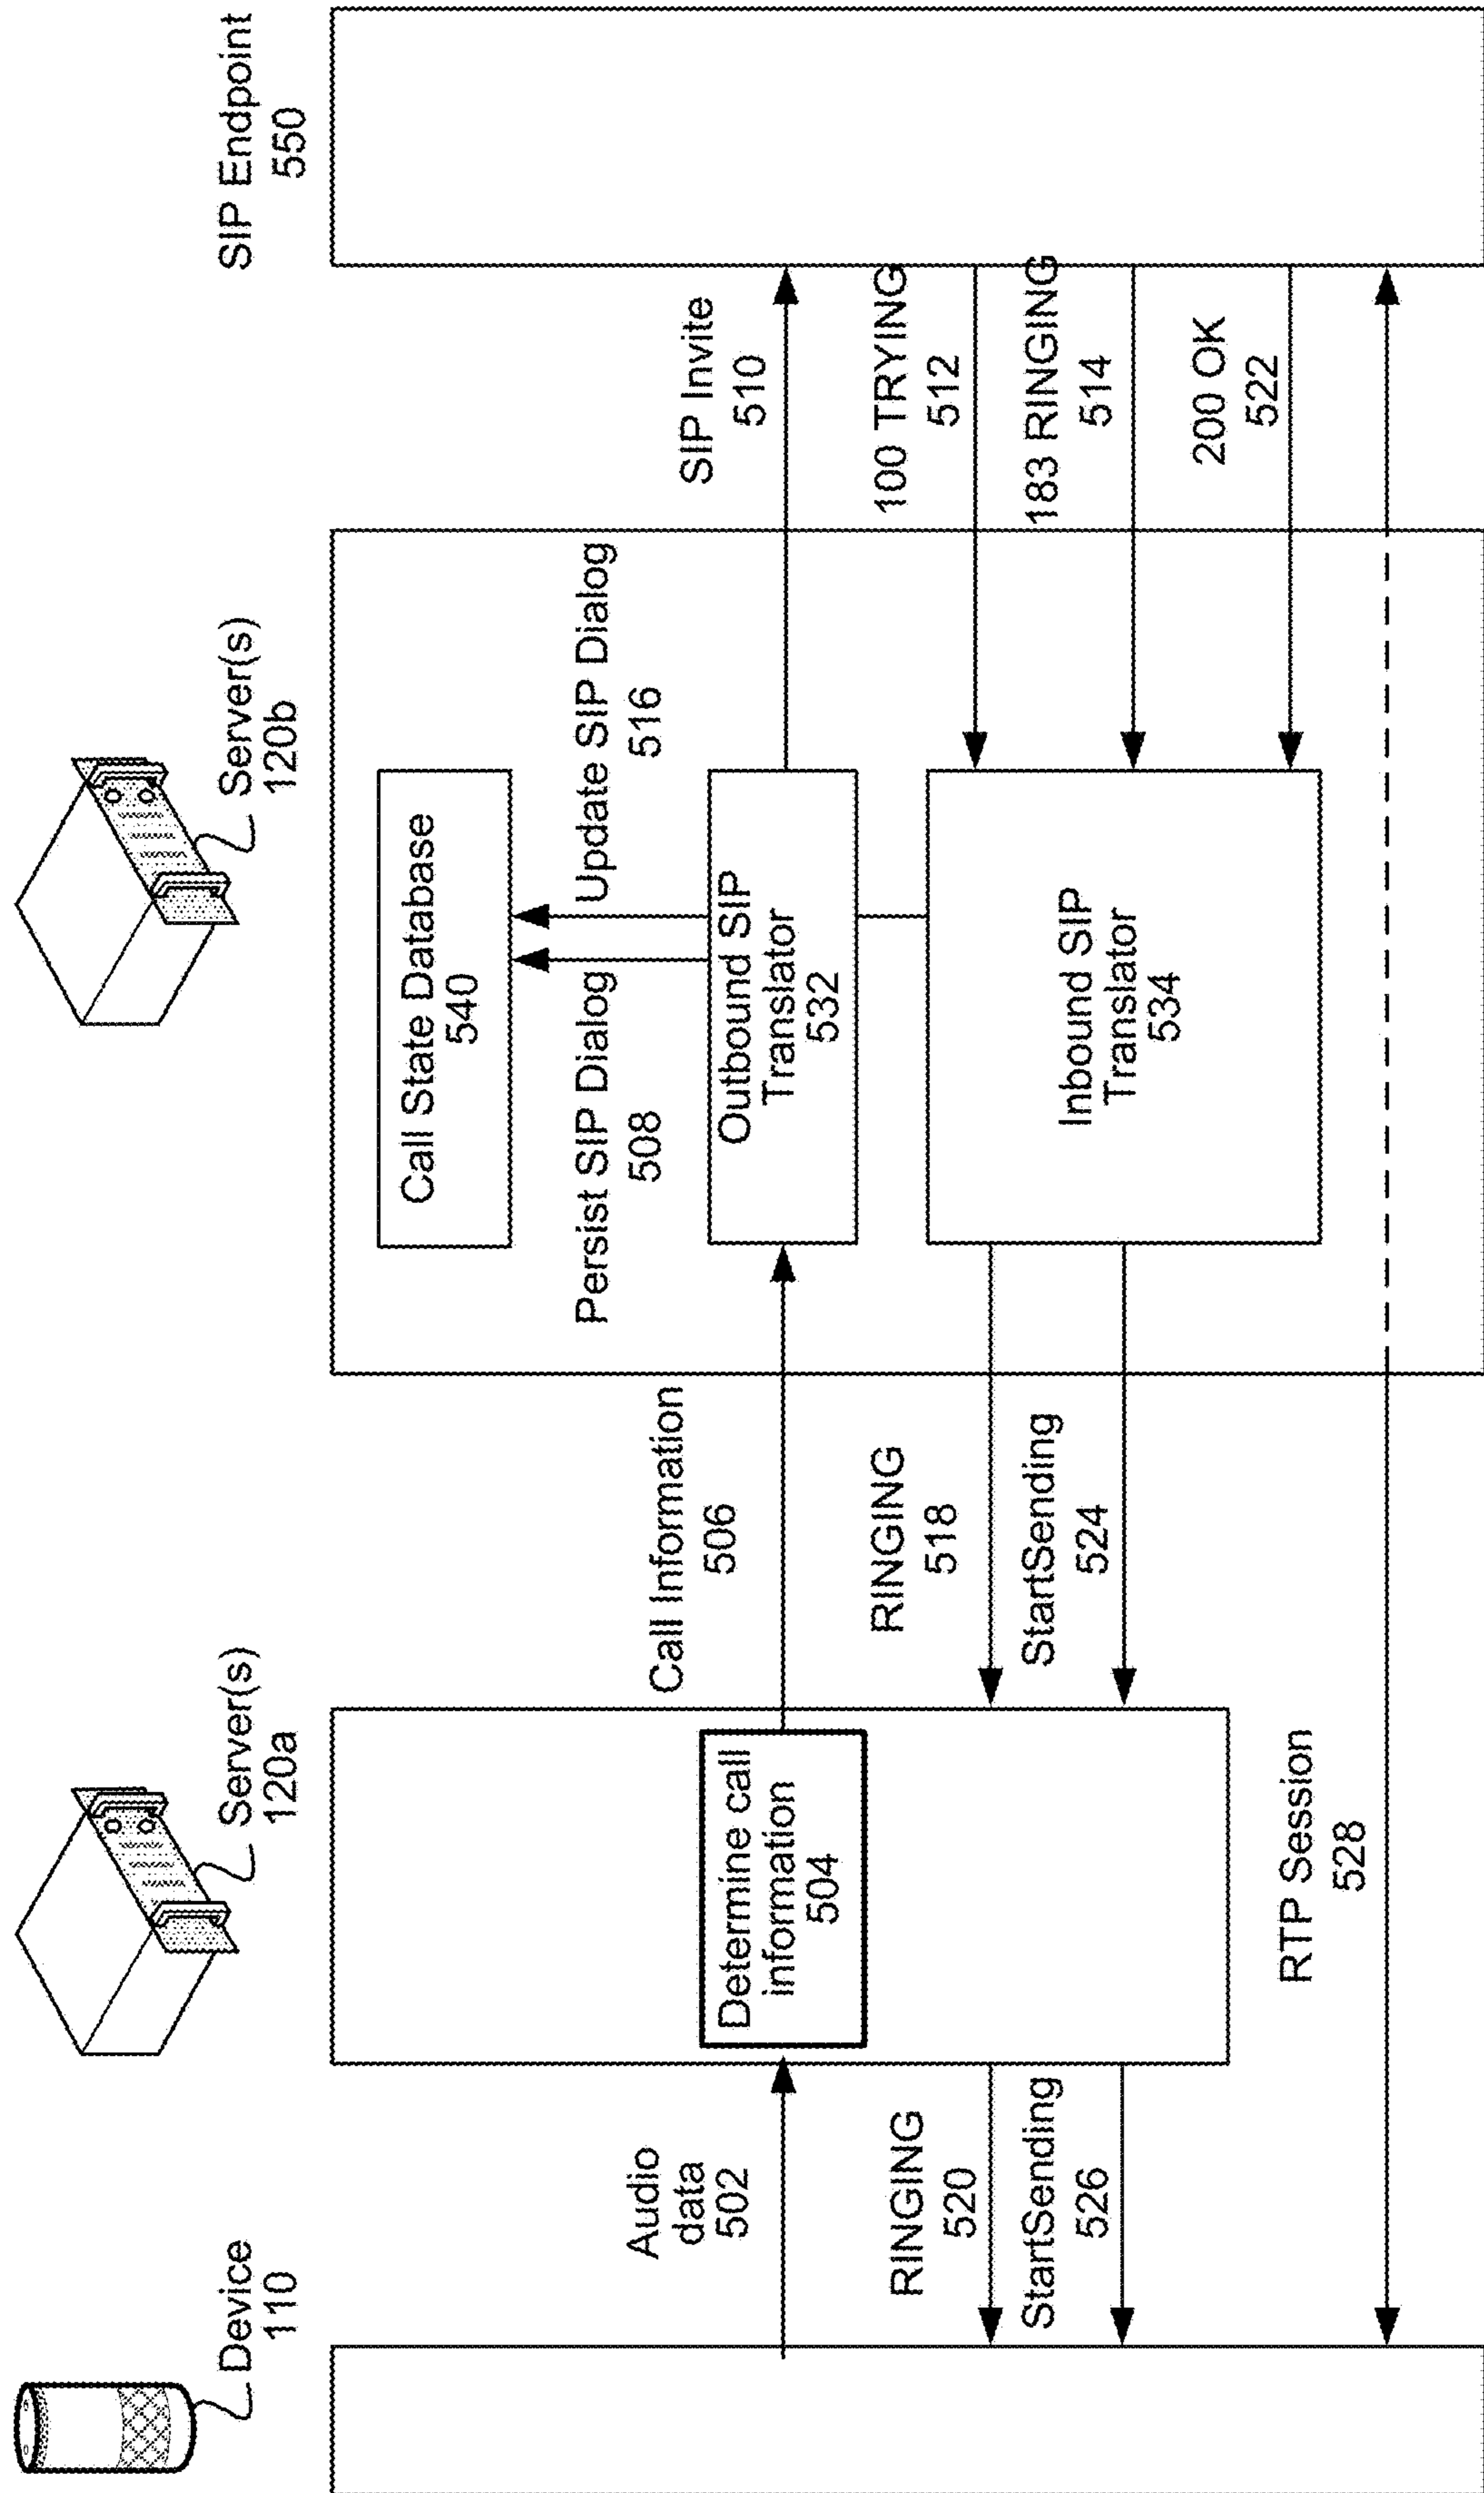 Device
110
Server(s)
120a
Server(s)
120b
SIP Endpoint
550
Call State Database
540
Persist SIP Dialog
508
Update SIP Dialog
516
Audio
data
502
Determine call
information
504
Call Information
506
Outbound SIP
Translator
532
SIP Invite
510
RINGING
520
RINGING
518
100 TRYING
512
StartSending
526
StartSending
524
Inbound SIP
Translator
534
183 RINGING
514
200 OK
522
RTP Session
528